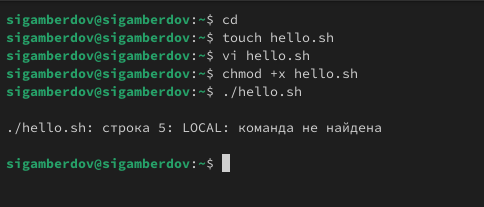 sigamberdov@sigamberdov:~$ cd
sigamberdov@sigamberdov:~$ touch hello.sh
sigamberdov@sigamberdov:~$ vi hello.sh
sigamberdov@sigamberdov:~$ chmod +x hello.sh
sigamberdov@sigamberdov:~$ ./hello.sh
./hello.sh: строка 5: LOCAL: команда не найдена
sigamberdov@sigamberdov:~$